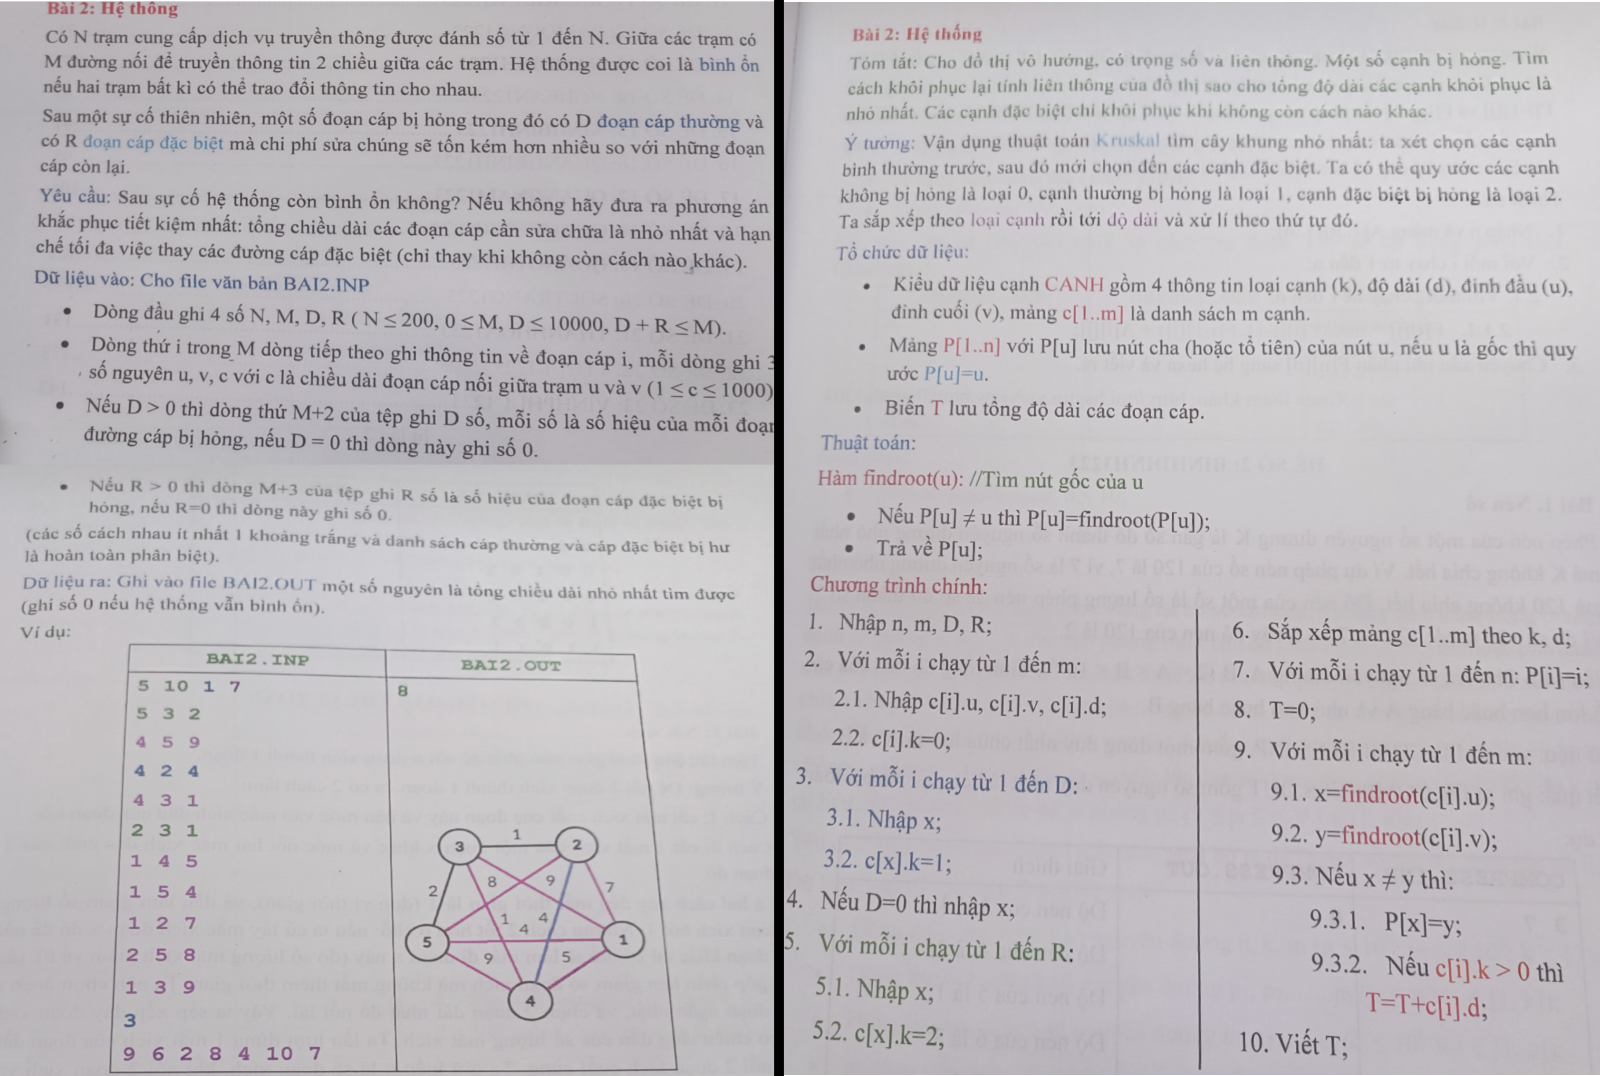 Bài 2: Hệ thống
Có N trạm cung cấp dịch vụ truyền thông được đánh số từ 1 đến N. Giữa các trạm có
M đường nối để truyền thông tin 2 chiều giữa các trạm. Hệ thống được coi là bình ổn
nếu hai trạm bất kì có thể trao đổi thông tin cho nhau.
Sau một sự cố thiên nhiên, một số đoạn cáp bị hỏng trong đó có D đoạn cáp thường và
có R đoạn cáp đặc biệt mà chi phí sửa chúng sẽ tốn kém hơn nhiều so với những đoạn
cáp còn lại.
Yêu cầu: Sau sự cố hệ thống còn bình ổn không? Nếu không hãy đưa ra phương án
khắc phục tiết kiệm nhất: tổng chiều dài các đoạn cáp cần sửa chữa là nhỏ nhất và hạn
chế tối đa việc thay các đường cáp đặc biệt (chỉ thay khi không còn cách nào khác).
Dữ liệu vào: Cho file văn bản BAI2.INP
• Dòng đầu ghi 4 số N, M, D, R ( N ≤ 200, 0 ≤ M, D ≤ 10000, D + R ≤ M).
• Dòng thứ i trong M dòng tiếp theo ghi thông tin về đoạn cáp i, mỗi dòng ghi 3
số nguyên u, v, c với c là chiều dài đoạn cáp nối giữa trạm u và v (1 ≤ c ≤ 1000)
• Nếu D > 0 thì dòng thứ M+2 của tệp ghi D số, mỗi số là số hiệu của mỗi đoạn
đường cáp bị hỏng, nếu D = 0 thì dòng này ghi số 0.
• Nếu R > 0 thì dòng M+3 của tệp ghi R số là số hiệu của đoạn cáp đặc biệt bị
hỏng, nếu R=0 thì dòng này ghi số 0.
(các số cách nhau ít nhất 1 khoảng trắng và danh sách cáp thường và cáp đặc biệt bị hư
là hoàn toàn phân biệt).
Dữ liệu ra: Ghi vào file BAI2.OUT một số nguyên là tổng chiều dài nhỏ nhất tìm được
(ghi số 0 nếu hệ thống vẫn bình ổn).
Ví dụ:
BAI2.INP BAI2.OUT
5 10 1 7 8
5 3 2
4 5 9
4 2 4
4 3 1
2 3 1
1 4 5
1 5 4
1 2 7
2 5 8
1 3 9
3
9 6 2 8 4 10 7
3 1 2
2 8 9 7
1 4
5 4 1
9 5
4
Bài 2: Hệ thống
Tóm tắt: Cho đồ thị vô hướng, có trọng số và liên thông. Một số cạnh bị hỏng. Tìm
cách khôi phục lại tính liên thông của đồ thị sao cho tổng độ dài các cạnh khôi phục là
nhỏ nhất. Các cạnh đặc biệt chỉ khôi phục khi không còn cách nào khác.
Ý tưởng: Vận dụng thuật toán Kruskal tìm cây khung nhỏ nhất: ta xét chọn các cạnh
bình thường trước, sau đó mới chọn đến các cạnh đặc biệt. Ta có thể quy ước các cạnh
không bị hỏng là loại 0, cạnh thường bị hỏng là loại 1, cạnh đặc biệt bị hỏng là loại 2.
Ta sắp xếp theo loại cạnh rồi tới độ dài và xử lí theo thứ tự đó.
Tổ chức dữ liệu:
• Kiểu dữ liệu cạnh CANH gồm 4 thông tin loại cạnh (k), độ dài (d), đỉnh đầu (u),
đỉnh cuối (v), mảng c[1..m] là danh sách m cạnh.
• Mảng P[1..n] với P[u] lưu nút cha (hoặc tổ tiên) của nút u, nếu u là gốc thì quy
ước P[u]=u.
• Biến T lưu tổng độ dài các đoạn cáp.
Thuật toán:
Hàm findroot(u): //Tìm nút gốc của u
• Nếu P[u] ≠ u thì P[u]=findroot(P[u]);
• Trả về P[u];
Chương trình chính:
1. Nhập n, m, D, R;
2. Với mỗi i chạy từ 1 đến m:
2.1. Nhập c[i].u, c[i].v, c[i].d;
2.2. c[i].k=0;
3. Với mỗi i chạy từ 1 đến D:
3.1. Nhập x;
3.2. c[x].k=1;
4. Nếu D=0 thì nhập x;
5. Với mỗi i chạy từ 1 đến R:
5.1. Nhập x;
5.2. c[x].k=2;
6. Sắp xếp mảng c[1..m] theo k, d;
7. Với mỗi i chạy từ 1 đến n: P[i]=i;
8. T=0;
9. Với mỗi i chạy từ 1 đến m:
9.1. x=findroot(c[i].u);
9.2. y=findroot(c[i].v);
9.3. Nếu x ≠ y thì:
9.3.1. P[x]=y;
9.3.2. Nếu c[i].k > 0 thì
T=T+c[i].d;
10. Viết T;